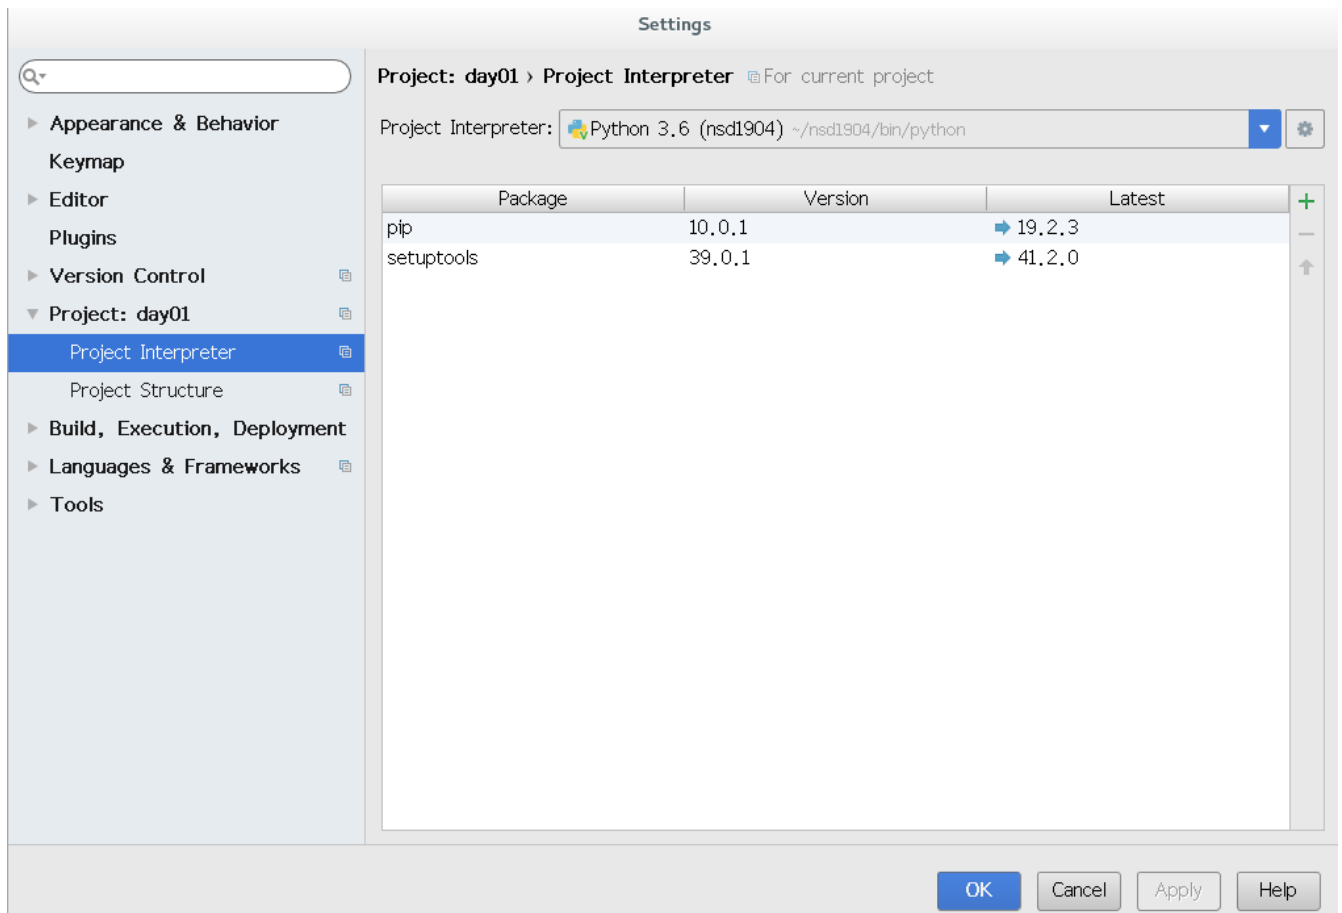 Settings
Appearance & Behavior
Keymap
Editor
Plugins
Version Control
Project: day01
Project Interpreter
Project Structure
Build, Execution, Deployment
Languages & Frameworks
Tools
Project: day01 › Project Interpreter For current project
Project Interpreter: Python 3.6 (nsd1904) ~/nsd1904/bin/python
Package Version Latest
pip 10.0.1 19.2.3
setuptools 39.0.1 41.2.0
OK Cancel Apply Help